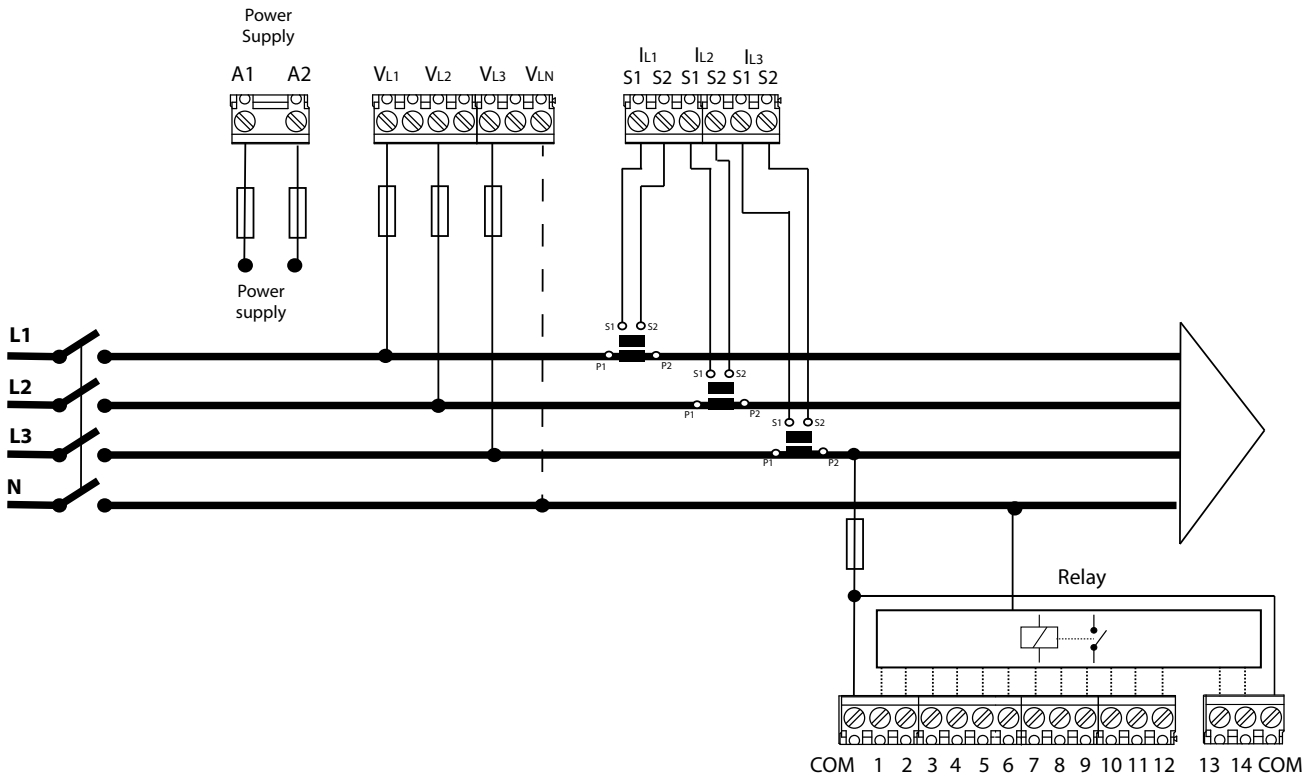 Power
Supply
A1 A2
VL1 VL2 VL3 VLN
IL1 IL2 IL3
S1 S2 S1 S2 S1 S2
Power
supply
L1
S1 S2
P1 P2
L2
S1 S2
P1 P2
L3
S1 S2
P1 P2
N
Relay
COM 1 2 3 4 5 6 7 8 9 10 11 12 13 14 COM